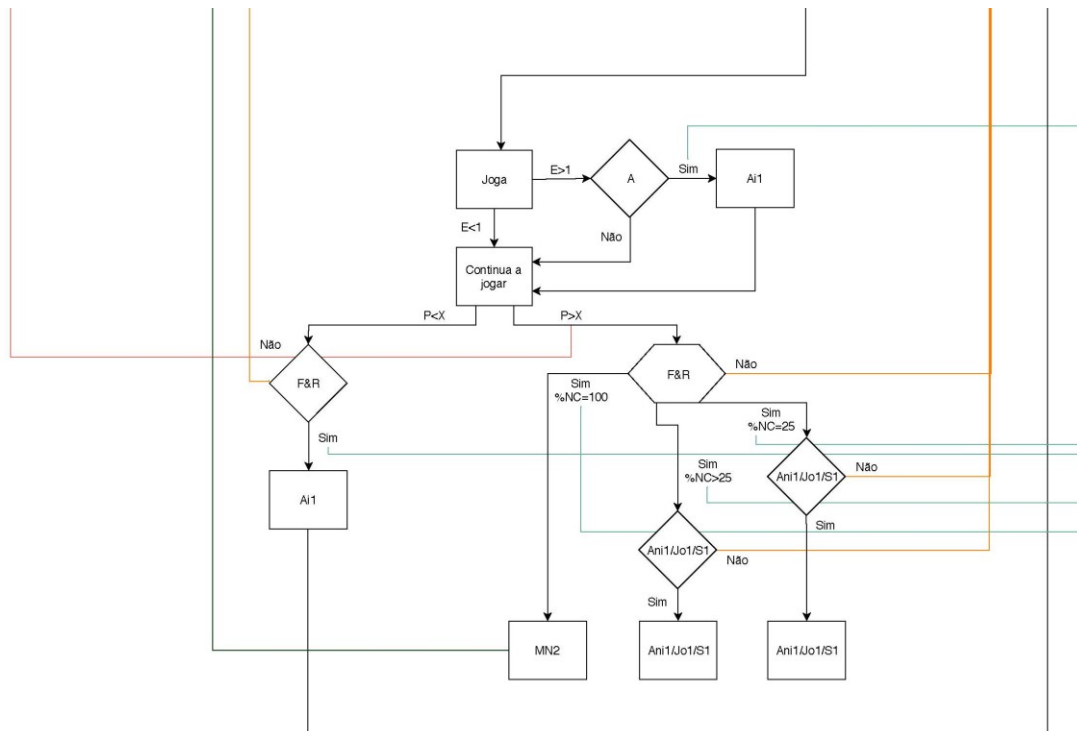 Joga
E>1
A
Sim
Ai1
E<1
Não
Continua a
jogar
P<X
P>X
Não
F&R
F&R
Não
Sim
%NC=100
Sim
%NC=25
Sim
Sim
%NC>25
Ani1/Jo1/S1
Não
Ai1
Sim
Ani1/Jo1/S1
Não
Sim
MN2
Ani1/Jo1/S1
Ani1/Jo1/S1